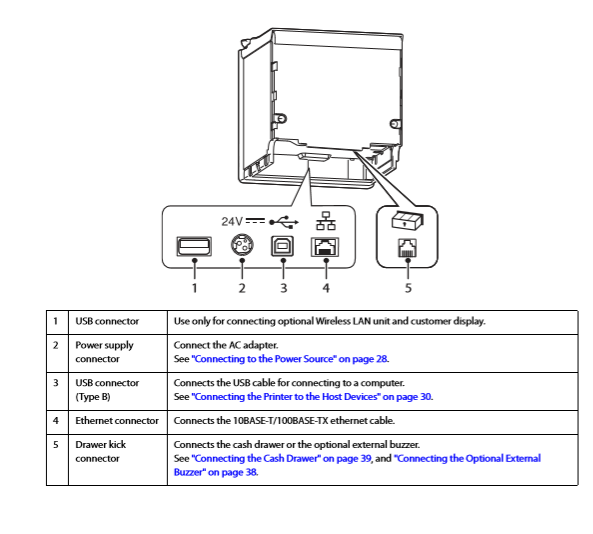 24V
1 2 3 4 5
1 USB connector Use only for connecting optional Wireless LAN unit and customer display.
2 Power supply Connect the AC adapter.
connector See "Connecting to the Power Source" on page 28.
3 USB connector Connects the USB cable for connecting to a computer.
(Type B) See "Connecting the Printer to the Host Devices" on page 30.
4 Ethernet connector Connects the 10BASE-T/100BASE-TX ethernet cable.
5 Drawer kick Connects the cash drawer or the optional external buzzer.
connector See "Connecting the Cash Drawer" on page 39, and "Connecting the Optional External
Buzzer" on page 38.